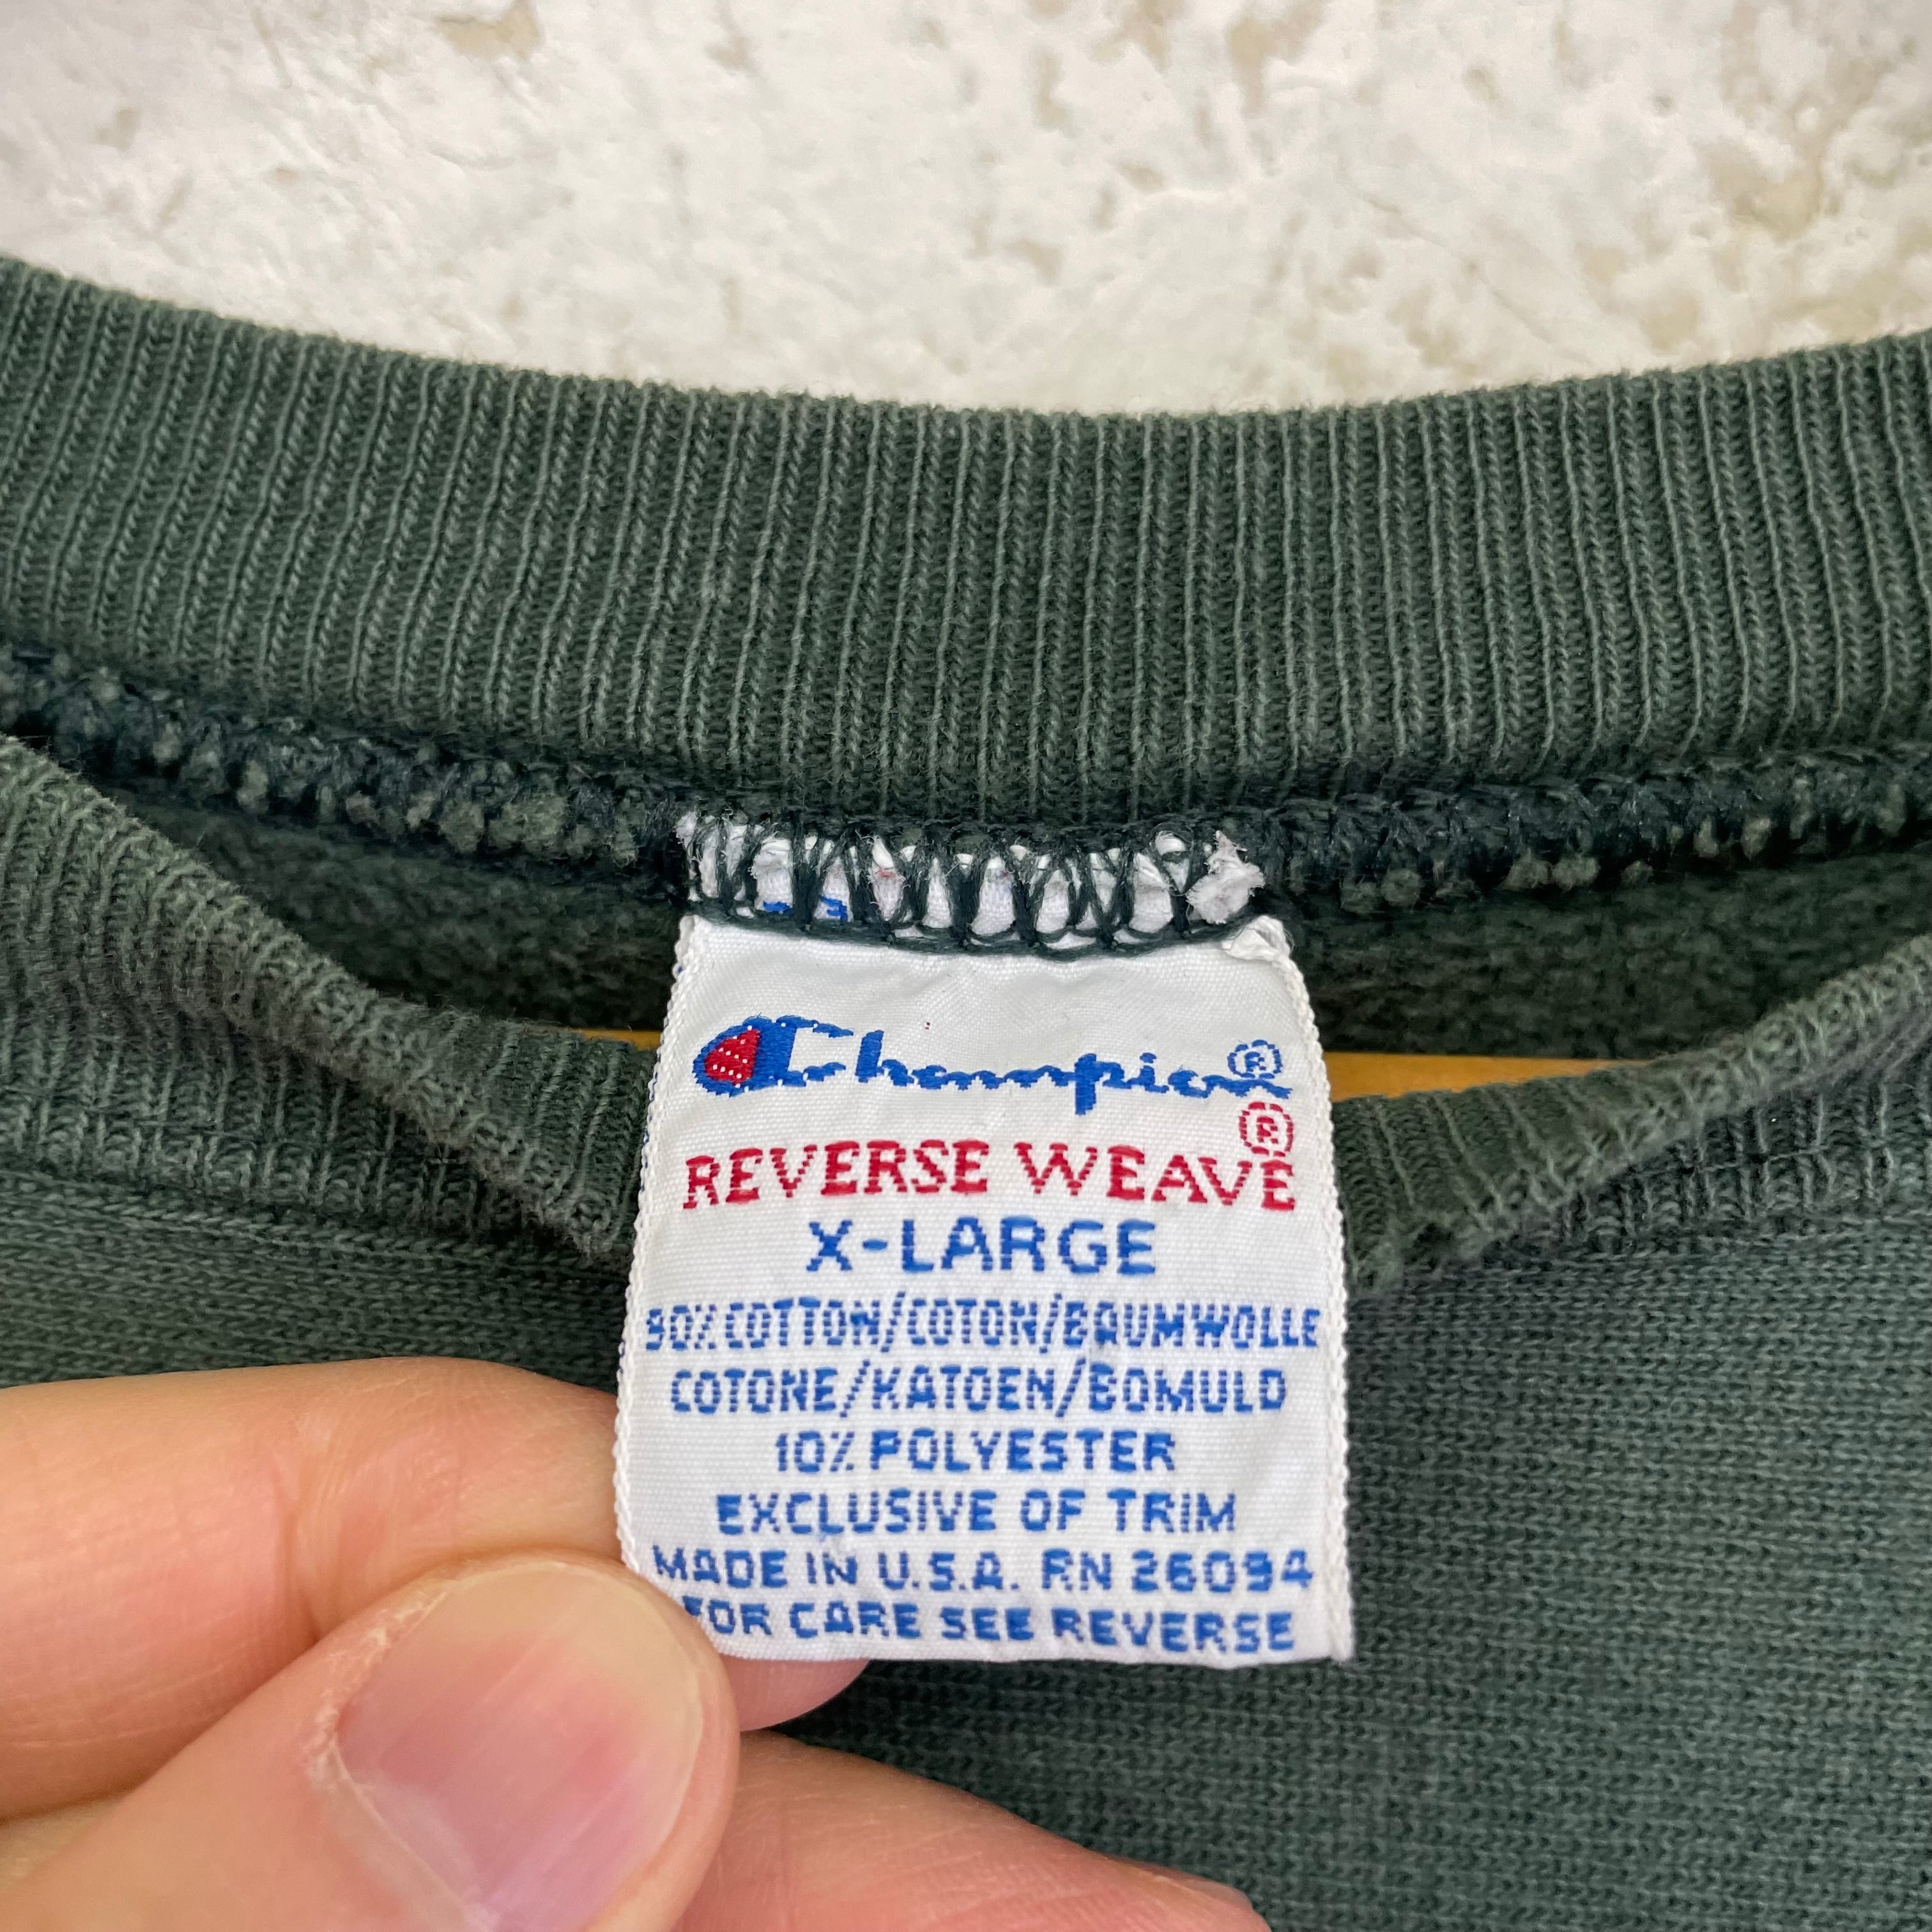 Champion®
REVERSE WEAVE®
X-LARGE
90% COTTON/COTON/BAUMWOLLE
COTONE/KATOEN/BOMULD
10% POLYESTER
EXCLUSIVE OF TRIM
MADE IN U.S.A. RN 26094
FOR CARE SEE REVERSE